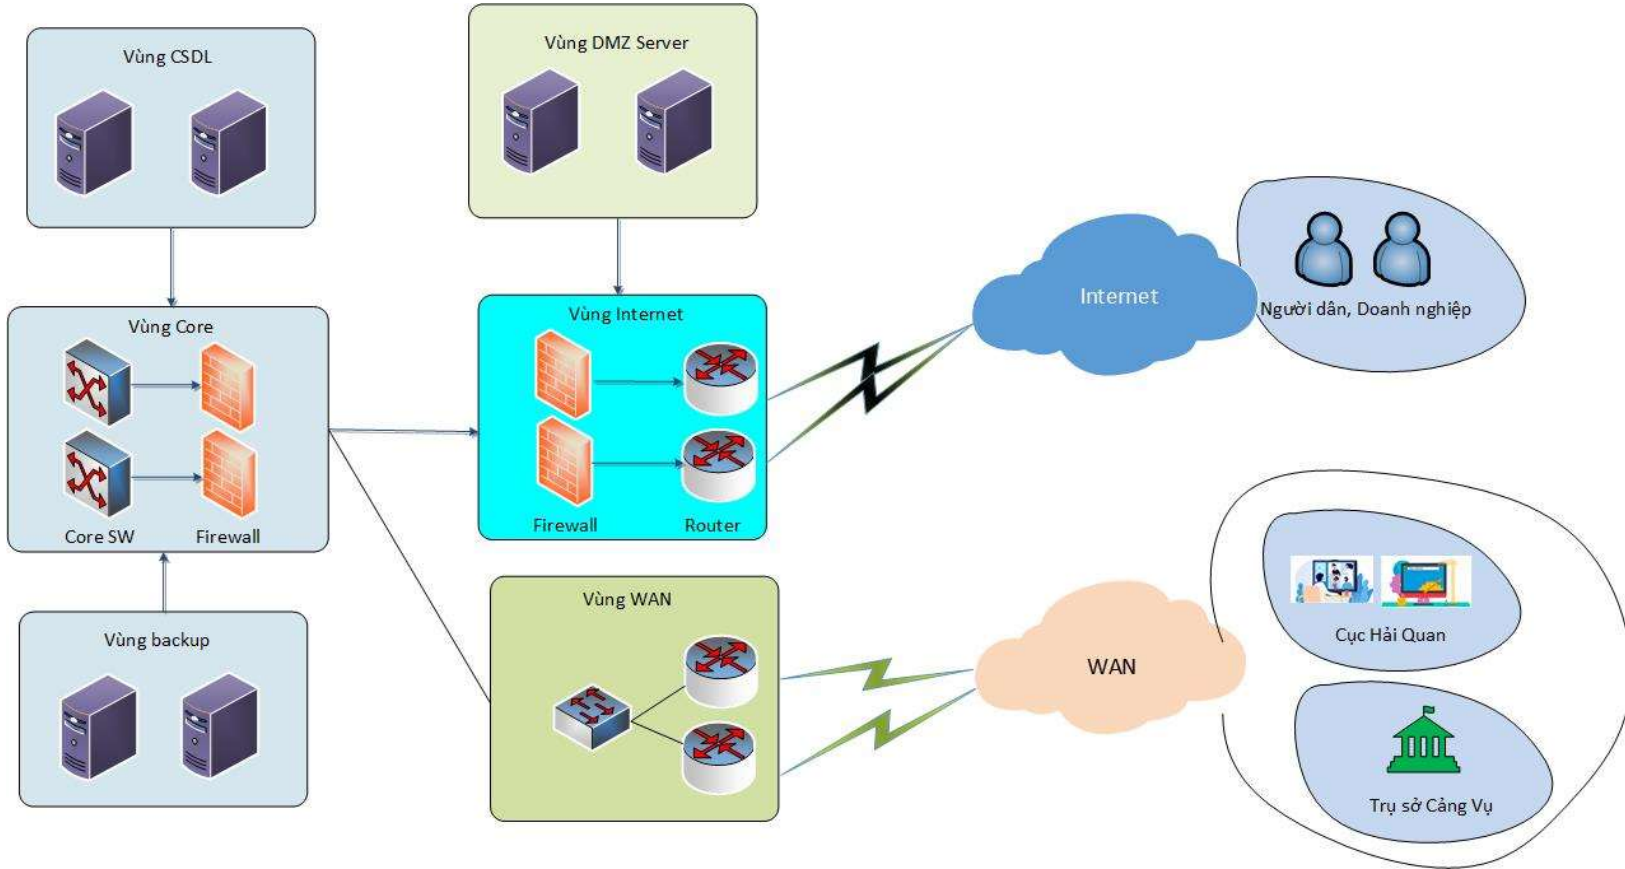 Vùng CSDL
Vùng DMZ Server
Vùng Core
Core SW
Firewall
Vùng Internet
Firewall
Router
Internet
Người dân, Doanh nghiệp
Vùng backup
Vùng WAN
WAN
Cục Hải Quan
Trụ sở Cảng Vụ